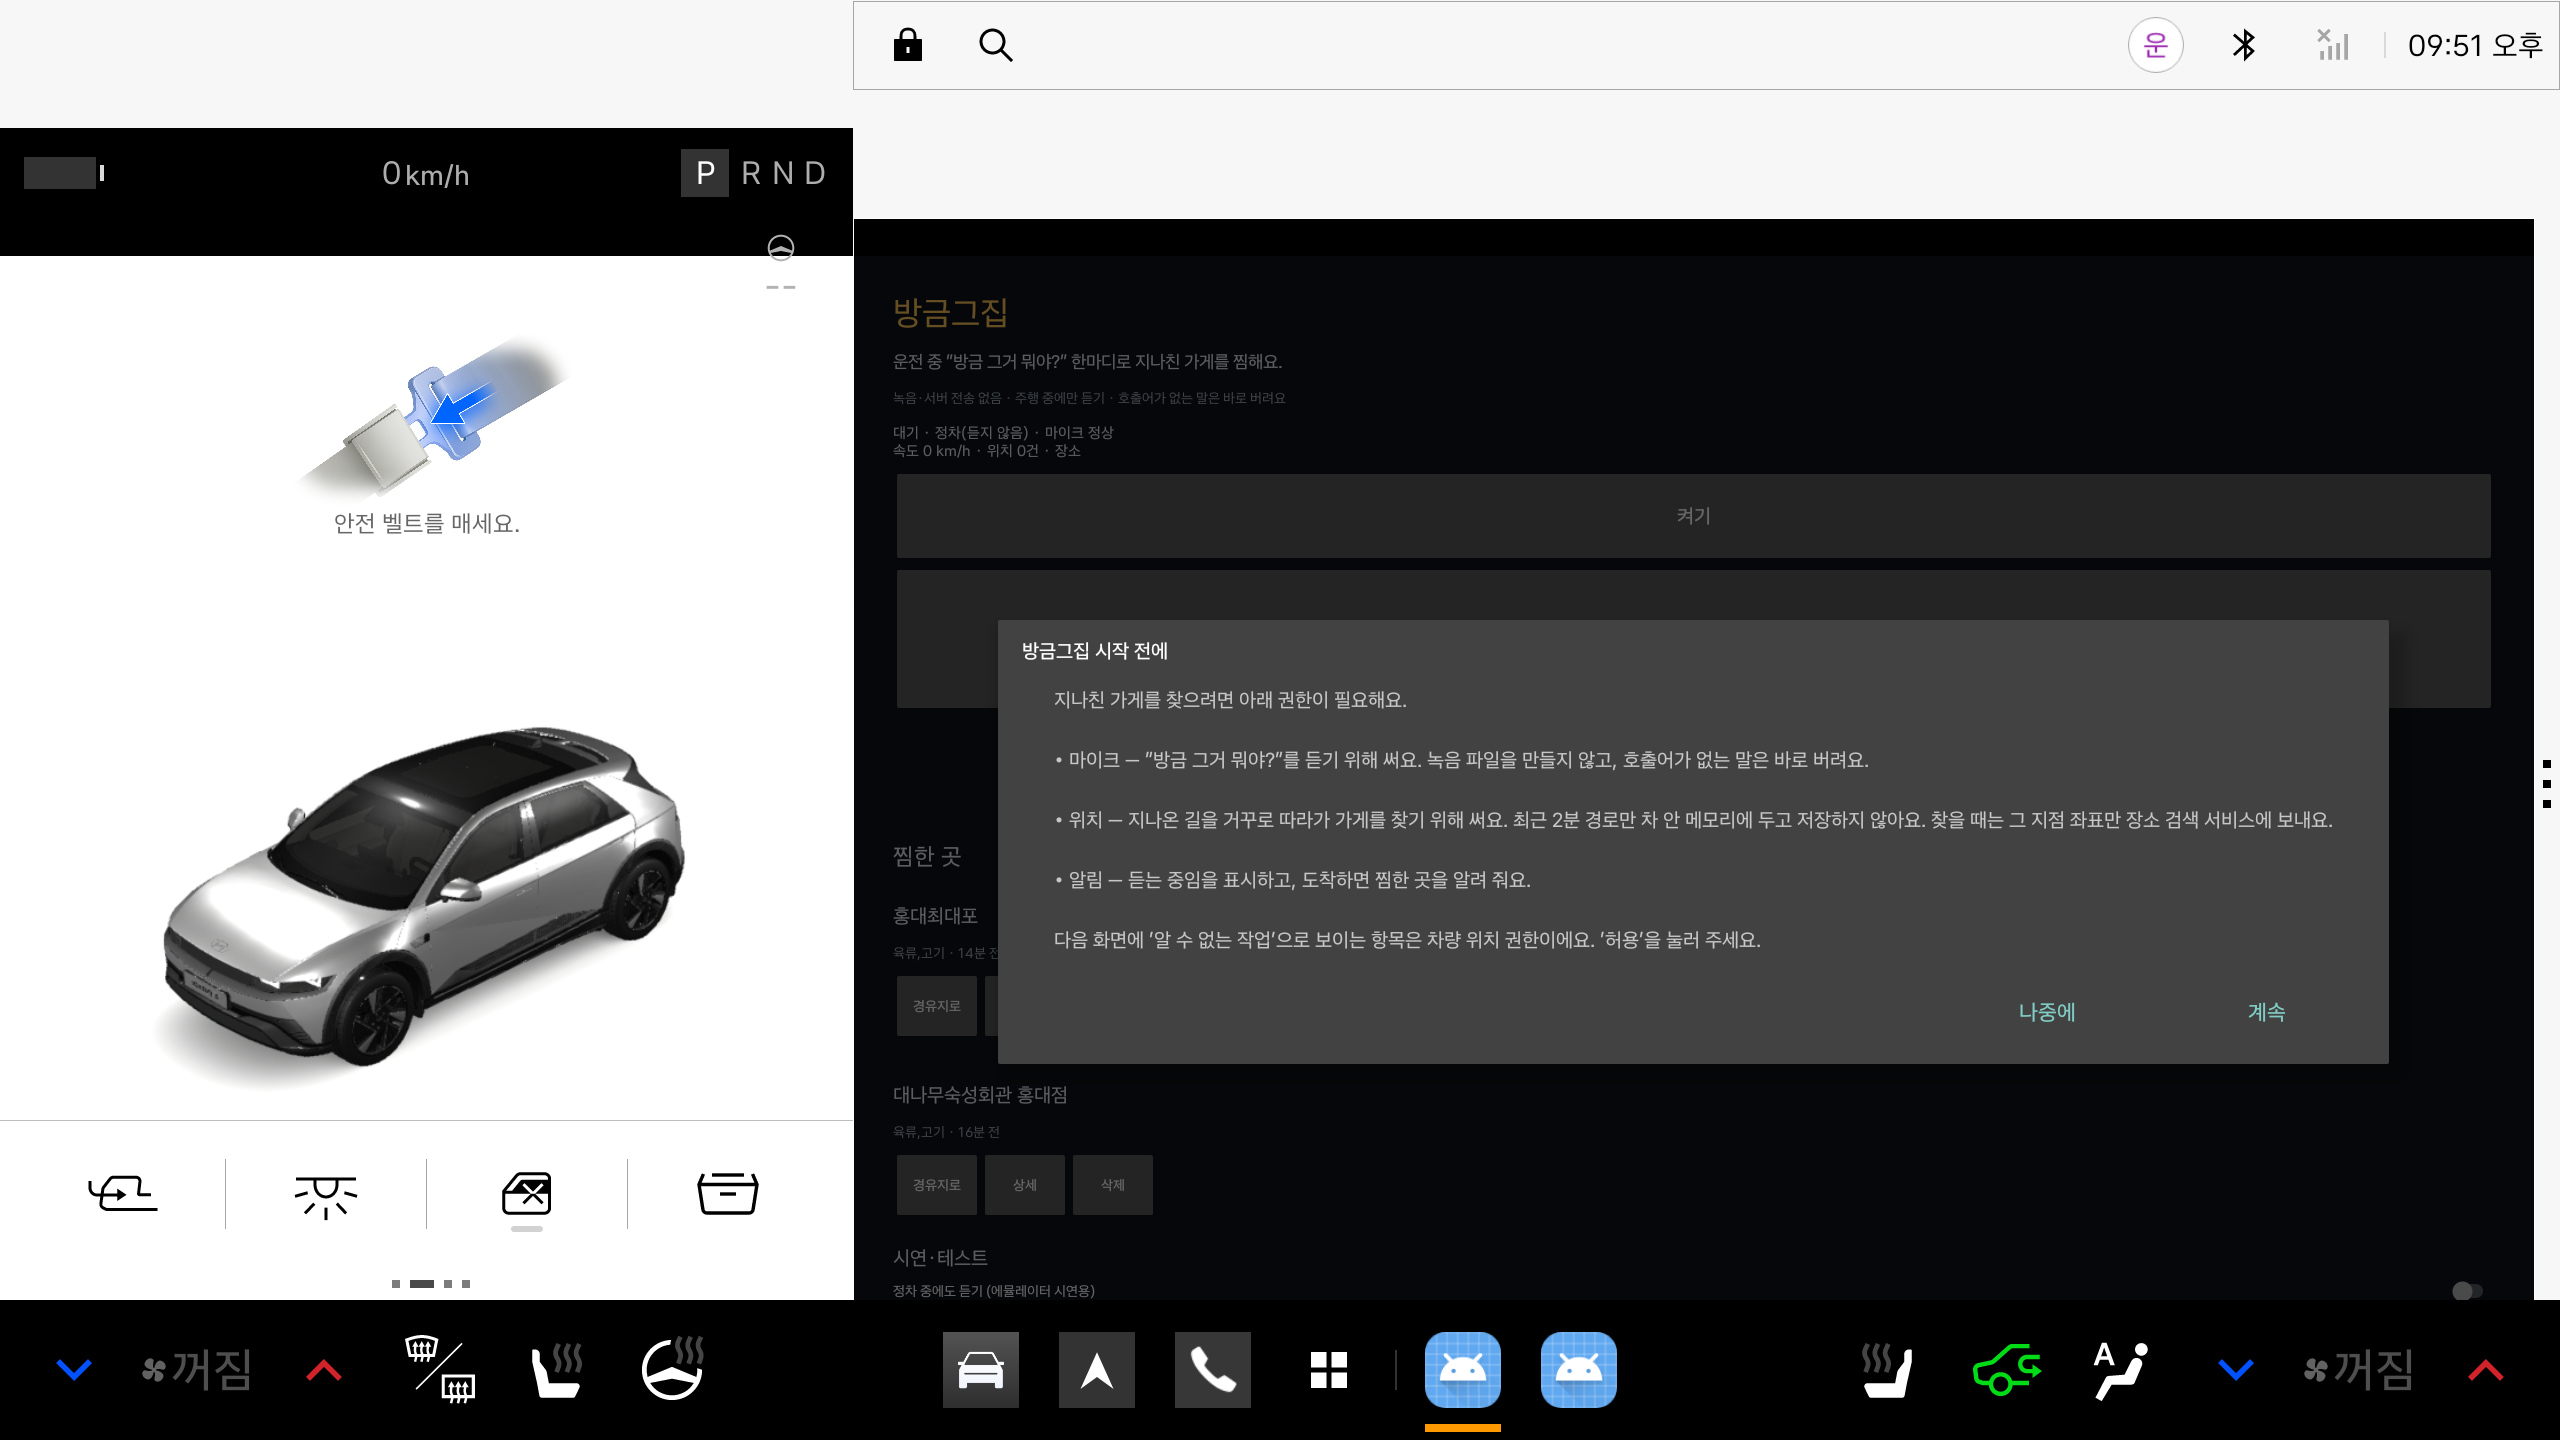 운 09:51 오후
0 km/h
P R N D
안전 벨트를 매세요.
방금그집
운전 중 "방금 그거 뭐야?" 한마디로 지나친 가게를 찜해요.
녹음·서버 전송 없음 · 주행 중에만 듣기 · 호출어가 없는 말은 바로 버려요
대기 · 정차(듣지 않음) · 마이크 정상
속도 0 km/h · 위치 0건 · 장소
켜기
방금그집 시작 전에
지나친 가게를 찾으려면 아래 권한이 필요해요.
• 마이크 — "방금 그거 뭐야?"를 듣기 위해 써요. 녹음 파일을 만들지 않고, 호출어가 없는 말은 바로 버려요.
• 위치 — 지나온 길을 거꾸로 따라가 가게를 찾기 위해 써요. 최근 2분 경로만 차 안 메모리에 두고 저장하지 않아요. 찾을 때는 그 지점 좌표만 장소 검색 서비스에 보내요.
• 알림 — 듣는 중임을 표시하고, 도착하면 찜한 곳을 알려 줘요.
다음 화면에 '알 수 없는 작업'으로 보이는 항목은 차량 위치 권한이에요. '허용'을 눌러 주세요.
나중에 계속
찜한 곳
홍대최대포
육류,고기 · 14분 전
경유지로
대나무숙성회관 홍대점
육류,고기 · 16분 전
경유지로 상세 삭제
시연·테스트
정차 중에도 듣기 (에뮬레이터 시연용)
꺼짐 A 꺼짐